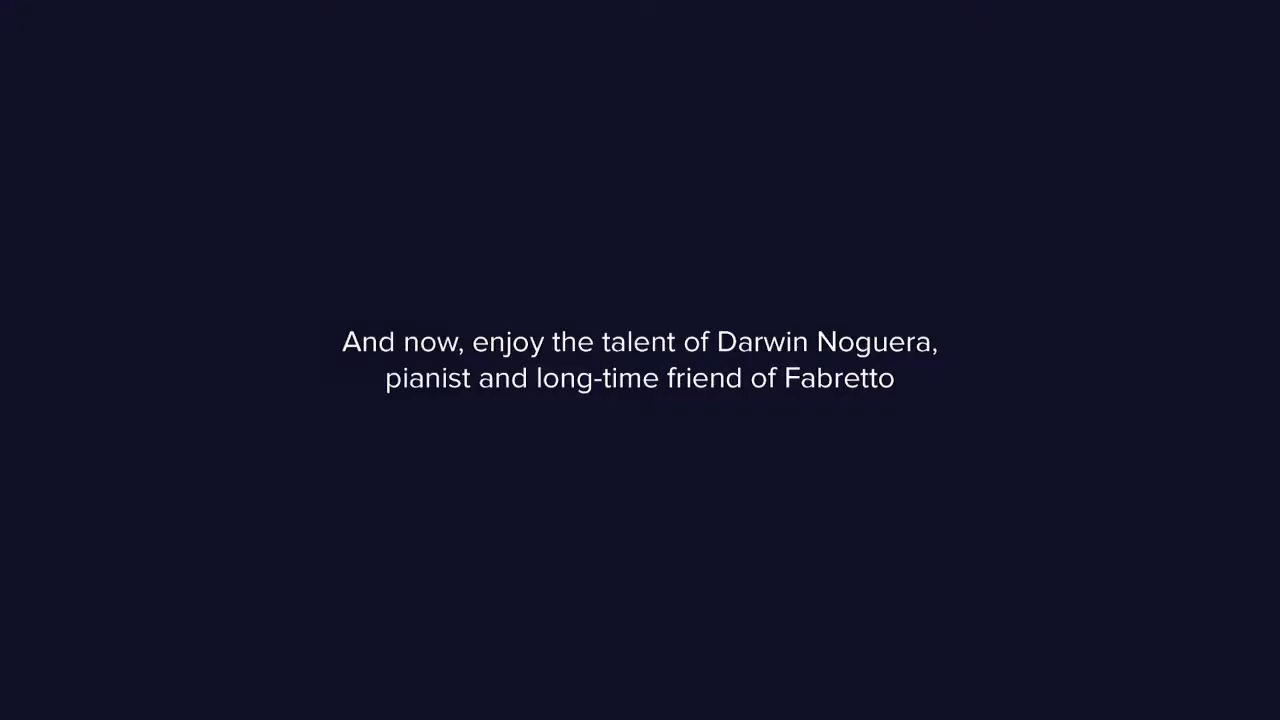 And now, enjoy the talent of Darwin Noguera,
pianist and long-time friend of Fabretto